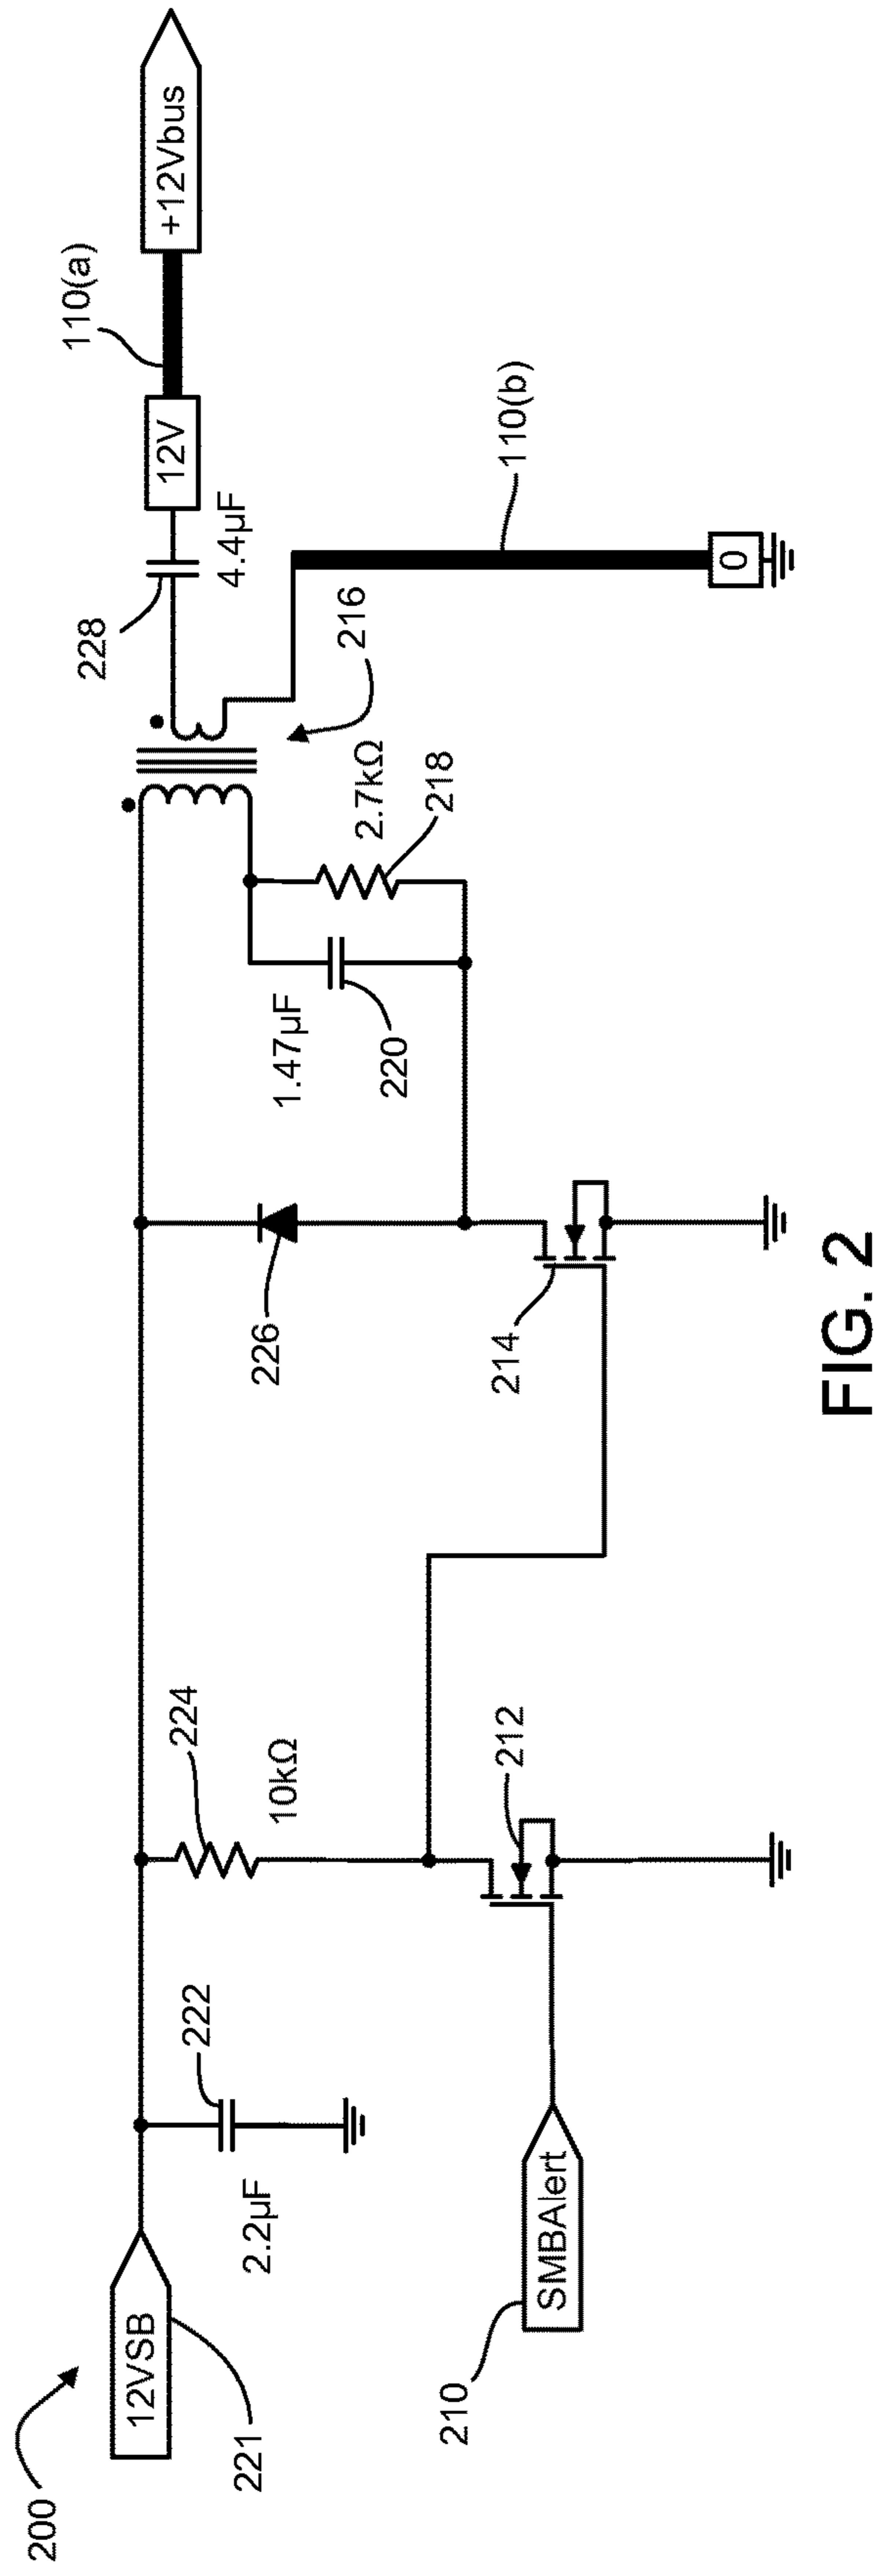 200
12VSB
221
2.2µF
222
224
10kΩ
SMBAlert
210
212
226
214
1.47µF
220
2.7kΩ
218
216
228
4.4µF
12V
110(a)
+12Vbus
110(b)
0
FIG. 2